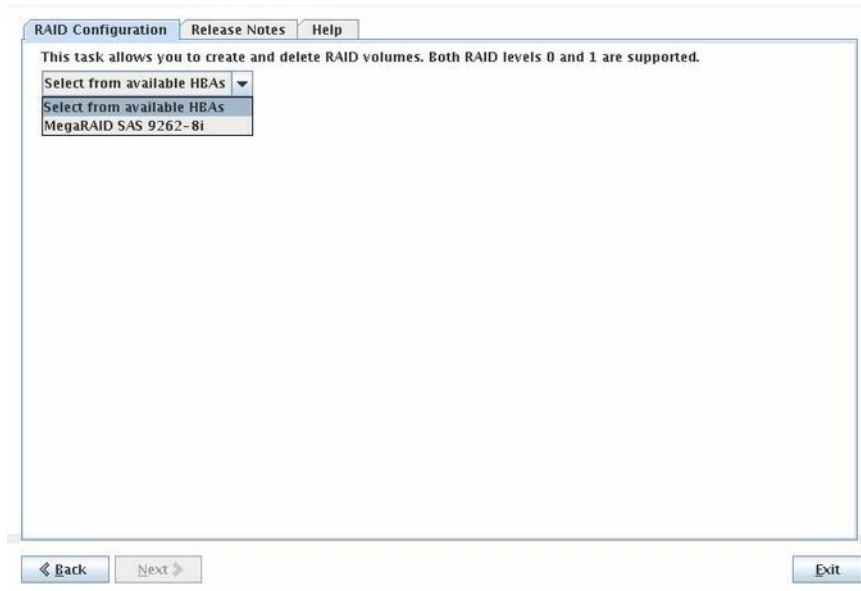 RAID Configuration Release Notes Help
This task allows you to create and delete RAID volumes. Both RAID levels 0 and 1 are supported.
Select from available HBAs
Select from available HBAs
MegaRAID SAS 9262-8i
Back Next Exit